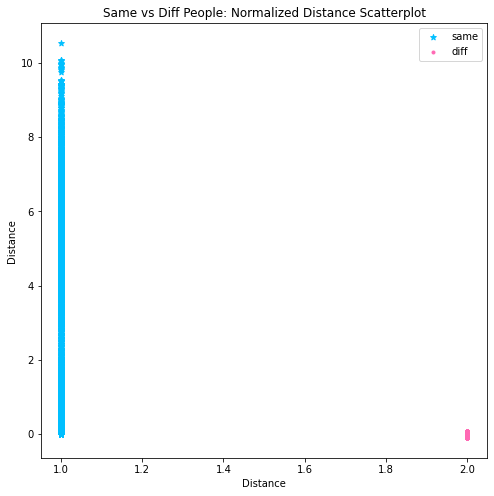 Same vs Diff People: Normalized Distance Scatterplot
same
diff
Distance
10
8
6
4
2
0
1.0 1.2 1.4 1.6 1.8 2.0
Distance